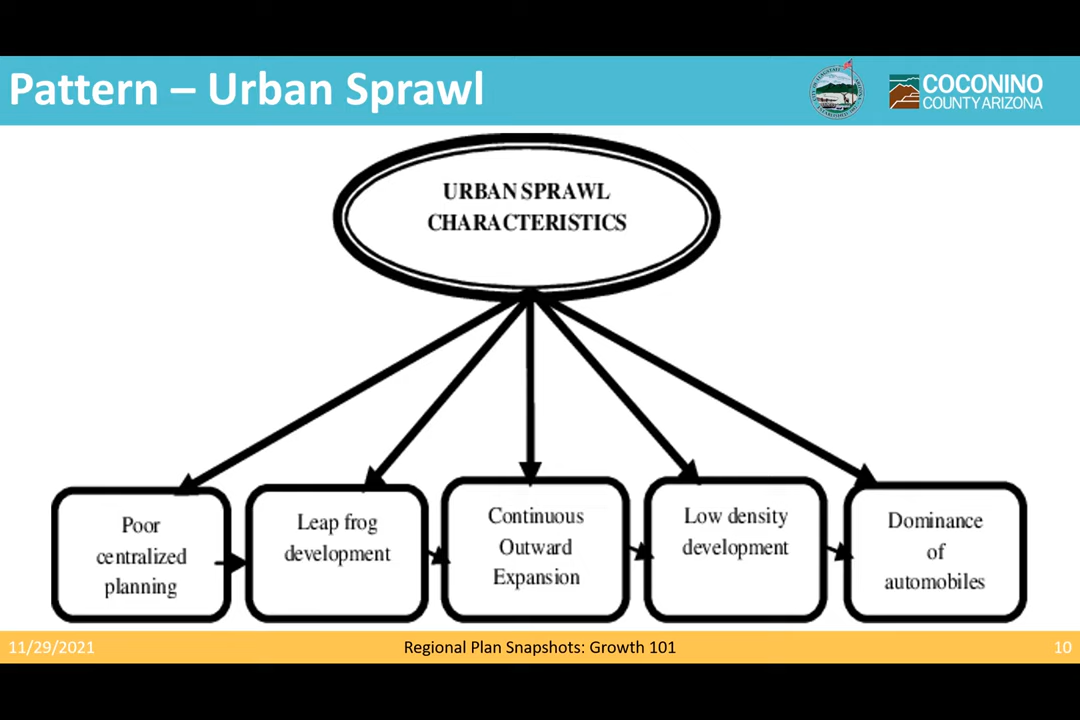 Pattern – Urban Sprawl
COCONINO
COUNTY ARIZONA
URBAN SPRAWL
CHARACTERISTICS
Poor
centralized
planning
Leap frog
development
Continuous
Outward
Expansion
Low density
development
Dominance
of
automobiles
11/29/2021
Regional Plan Snapshots: Growth 101
10